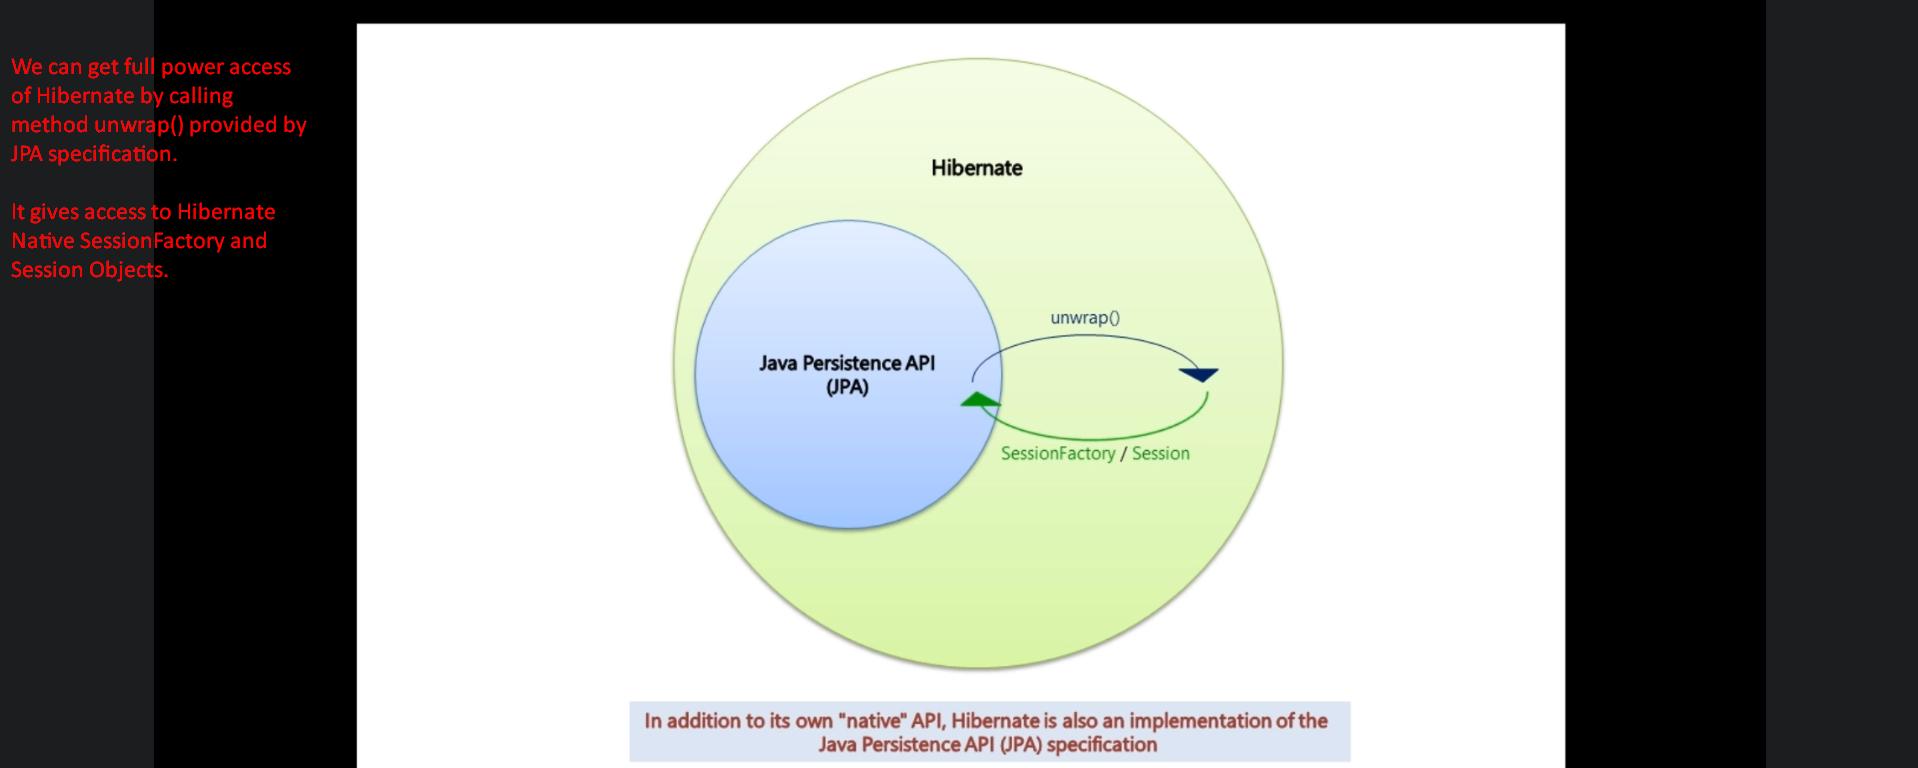 We can get full power access
of Hibernate by calling
method unwrap() provided by
JPA specification.
It gives access to Hibernate
Native SessionFactory and
Session Objects.
Hibernate
Java Persistence API
(JPA)
unwrap()
SessionFactory / Session
In addition to its own "native" API, Hibernate is also an implementation of the
Java Persistence API (JPA) specification